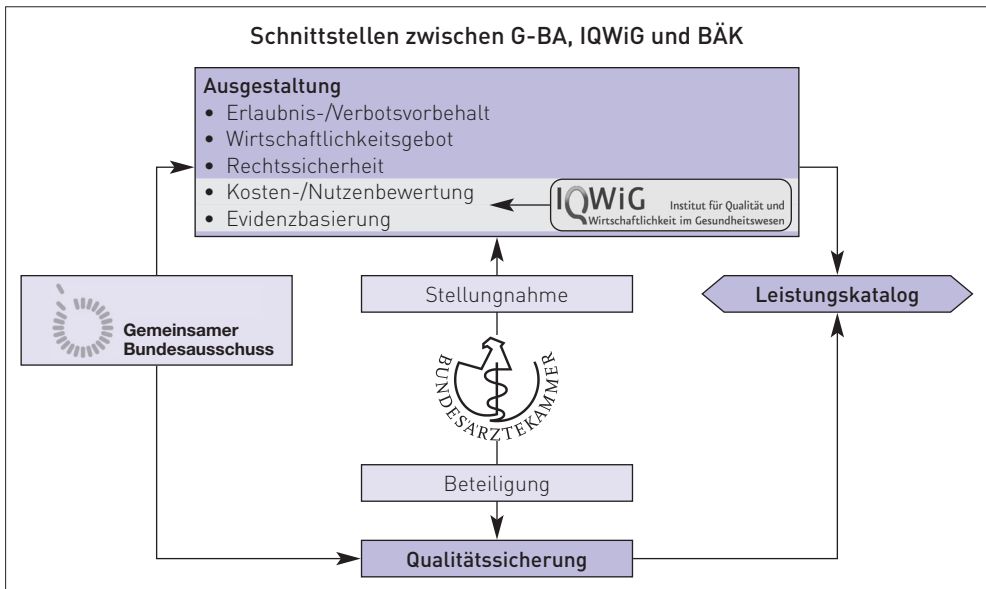 Schnittstellen zwischen G-BA, IQWiG und BÄK
Ausgestaltung
• Erlaubnis-/Verbotsvorbehalt
• Wirtschaftlichkeitsgebot
• Rechtssicherheit
• Kosten-/Nutzenbewertung
• Evidenzbasierung
IQWiG
Institut für Qualität und
Wirtschaftlichkeit im Gesundheitswesen
Gemeinsamer
Bundesausschuss
Stellungnahme
Leistungskatalog
BUNDESÄRZTEKAMMER
Beteiligung
Qualitätssicherung